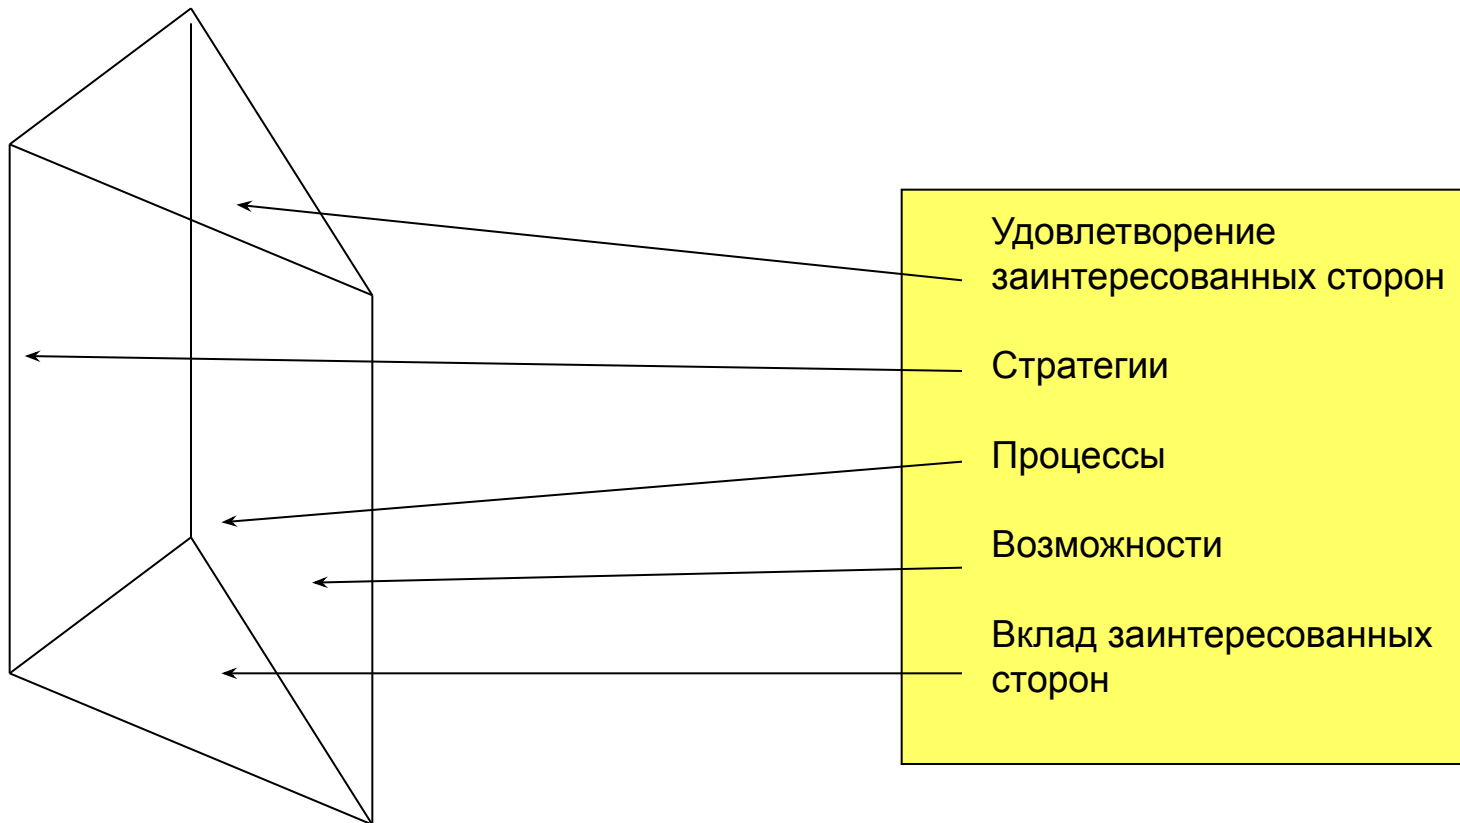 Удовлетворение
заинтересованных сторон
Стратегии
Процессы
Возможности
Вклад заинтересованных
сторон